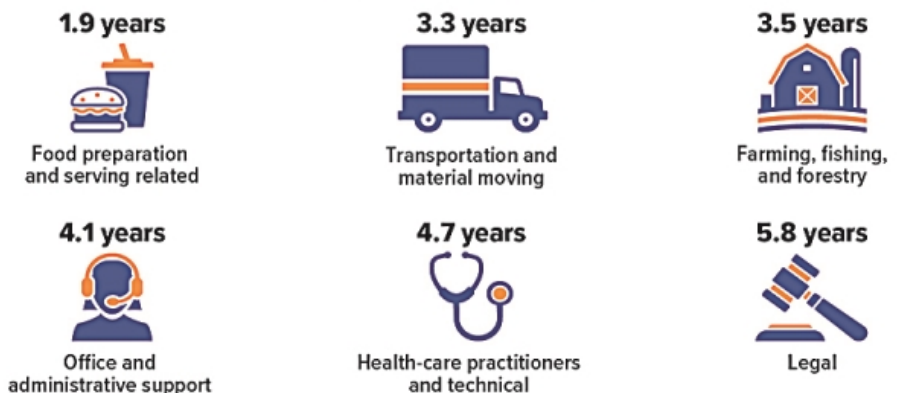 1.9 years
Food preparation
and serving related
3.3 years
Transportation and
material moving
3.5 years
Farming, fishing,
and forestry
4.1 years
Office and
administrative support
4.7 years
Health-care practitioners
and technical
5.8 years
Legal